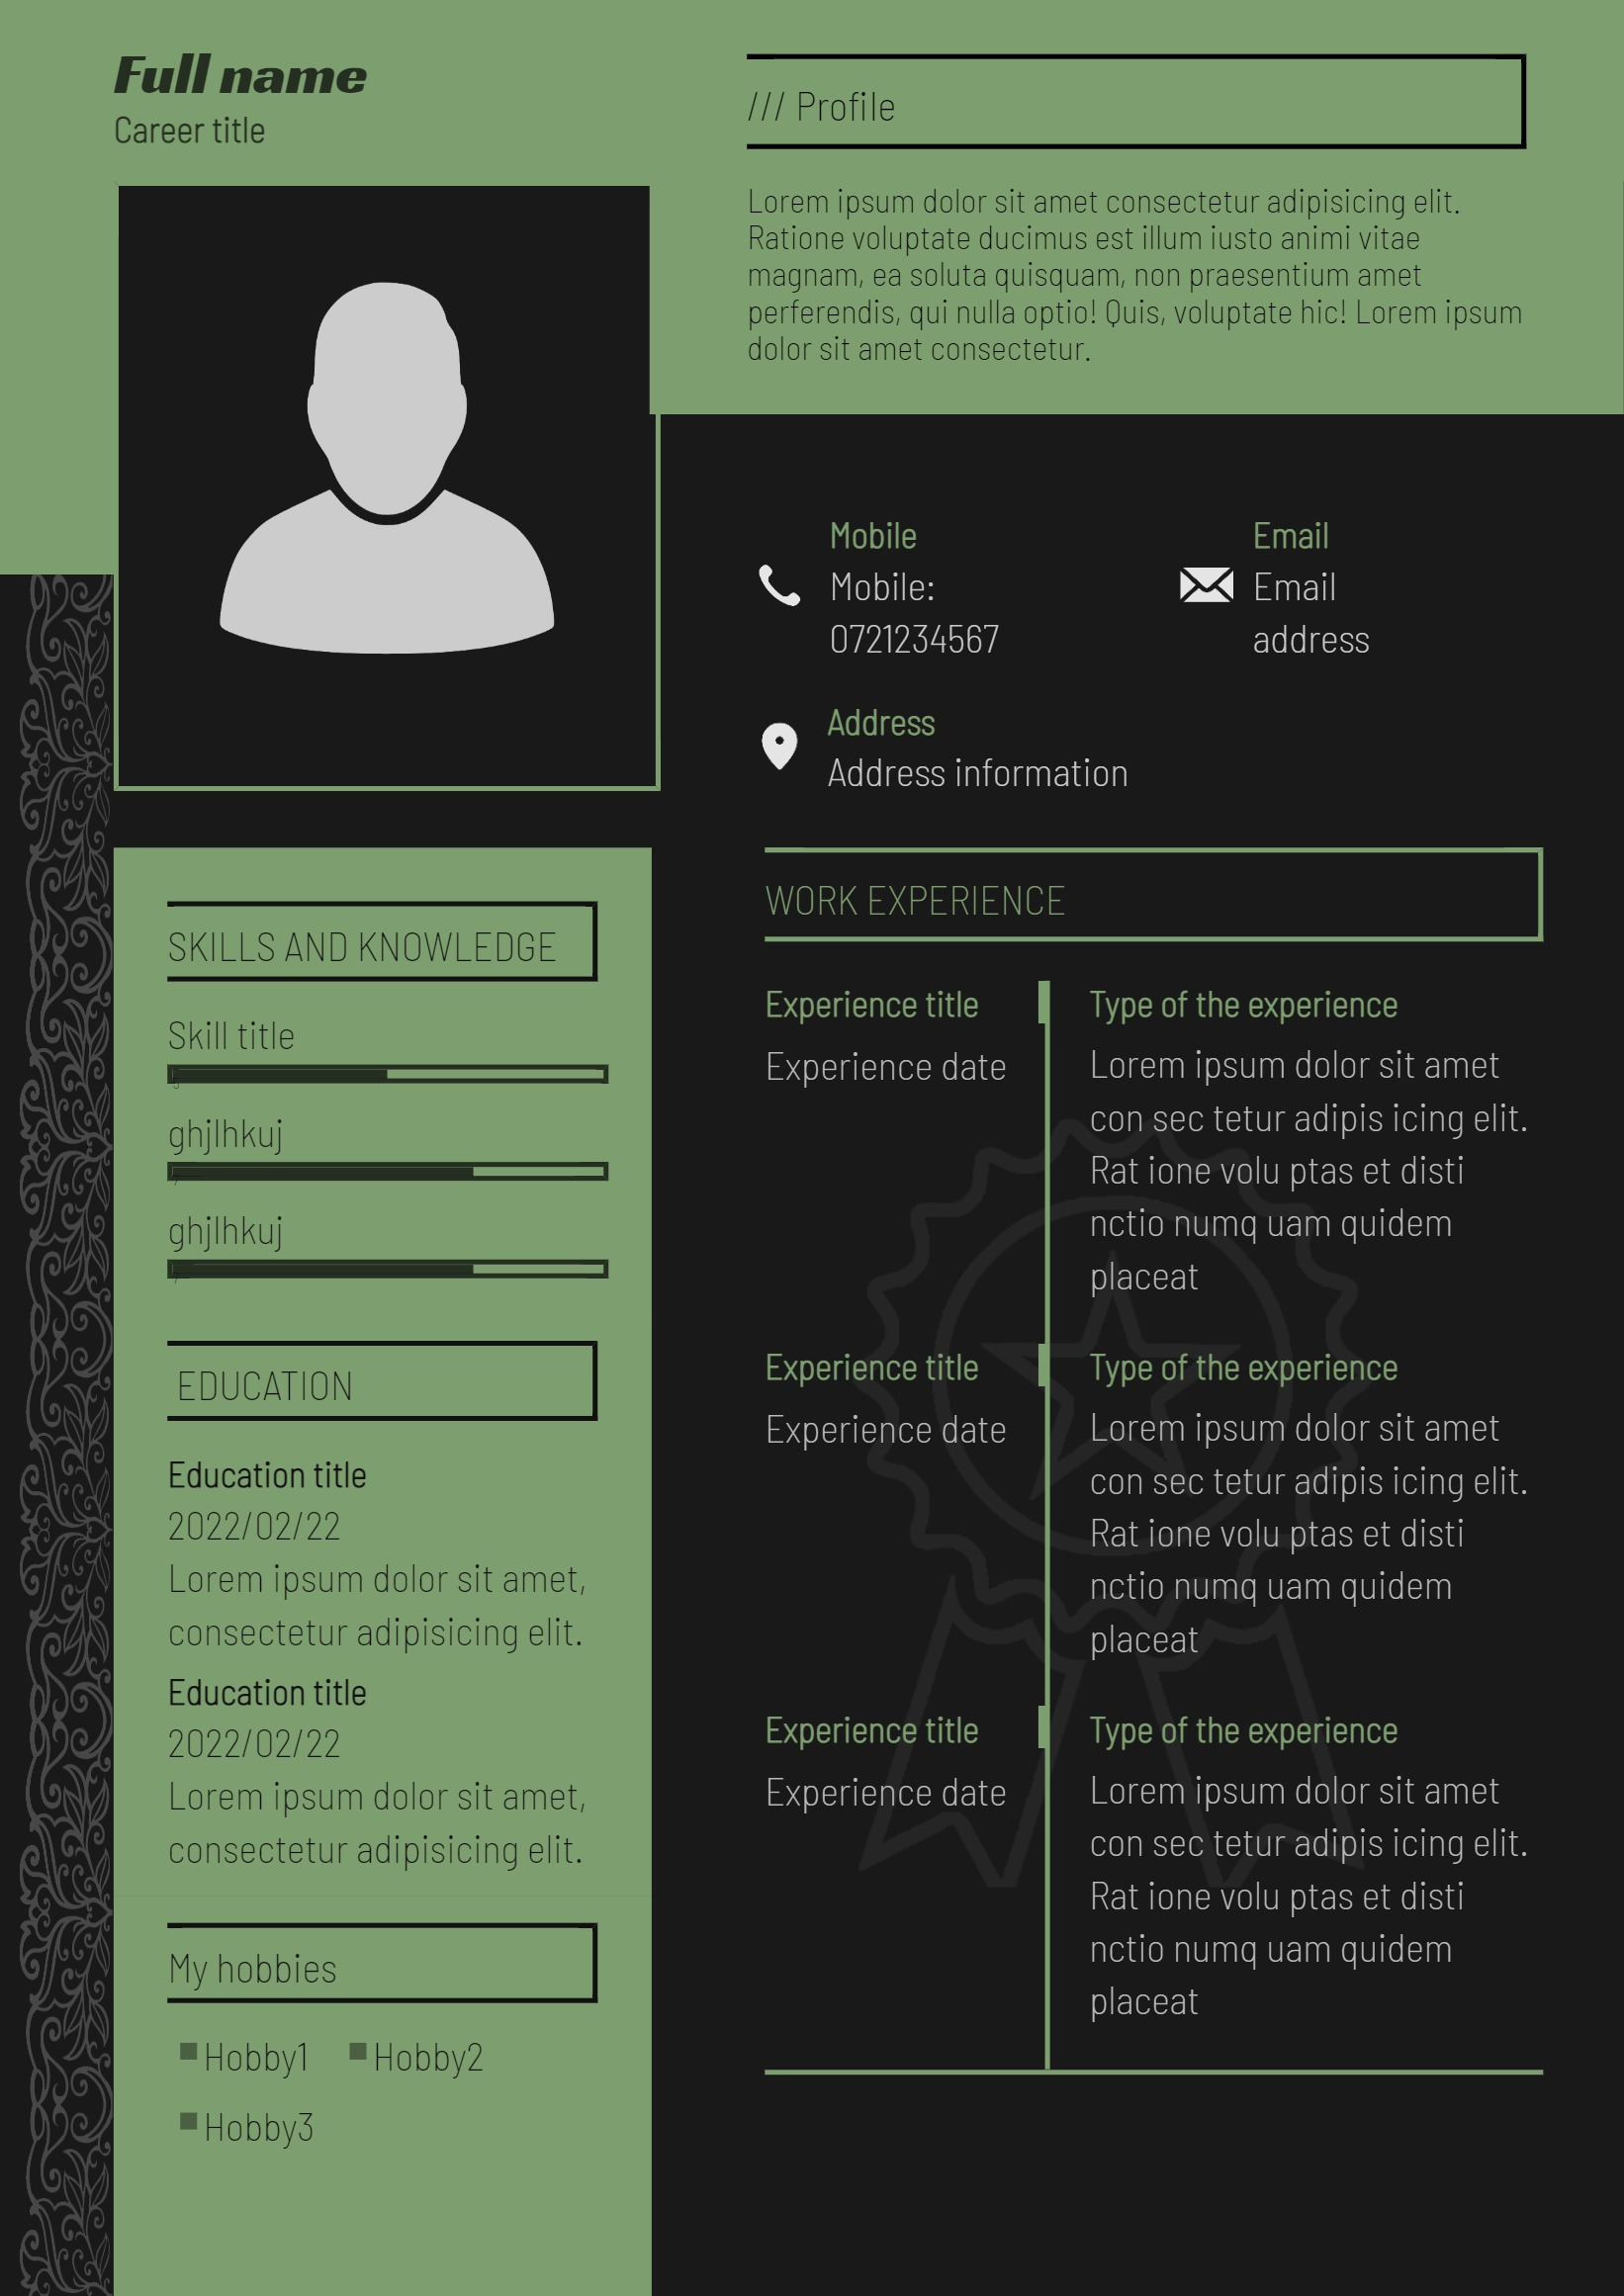 Full name
Career title
/// Profile
Lorem ipsum dolor sit amet consectetur adipisicing elit.
Ratione voluptate ducimus est illum iusto animi vitae
magnam, ea soluta quisquam, non praesentium amet
perferendis, qui nulla optio! Quis, voluptate hic! Lorem ipsum
dolor sit amet consectetur.
Mobile
Mobile:
0721234567
Email
Email
address
Address
Address information
SKILLS AND KNOWLEDGE
Skill title
ghjlhkuj
ghjlhkuj
EDUCATION
Education title
2022/02/22
Lorem ipsum dolor sit amet,
consectetur adipisicing elit.
Education title
2022/02/22
Lorem ipsum dolor sit amet,
consectetur adipisicing elit.
My hobbies
Hobby1 Hobby2
Hobby3
WORK EXPERIENCE
Experience title
Experience date
Type of the experience
Lorem ipsum dolor sit amet
con sec tetur adipis icing elit.
Rat ione volu ptas et disti
nctio numq uam quidem
placeat
Experience title
Experience date
Type of the experience
Lorem ipsum dolor sit amet
con sec tetur adipis icing elit.
Rat ione volu ptas et disti
nctio numq uam quidem
placeat
Experience title
Experience date
Type of the experience
Lorem ipsum dolor sit amet
con sec tetur adipis icing elit.
Rat ione volu ptas et disti
nctio numq uam quidem
placeat